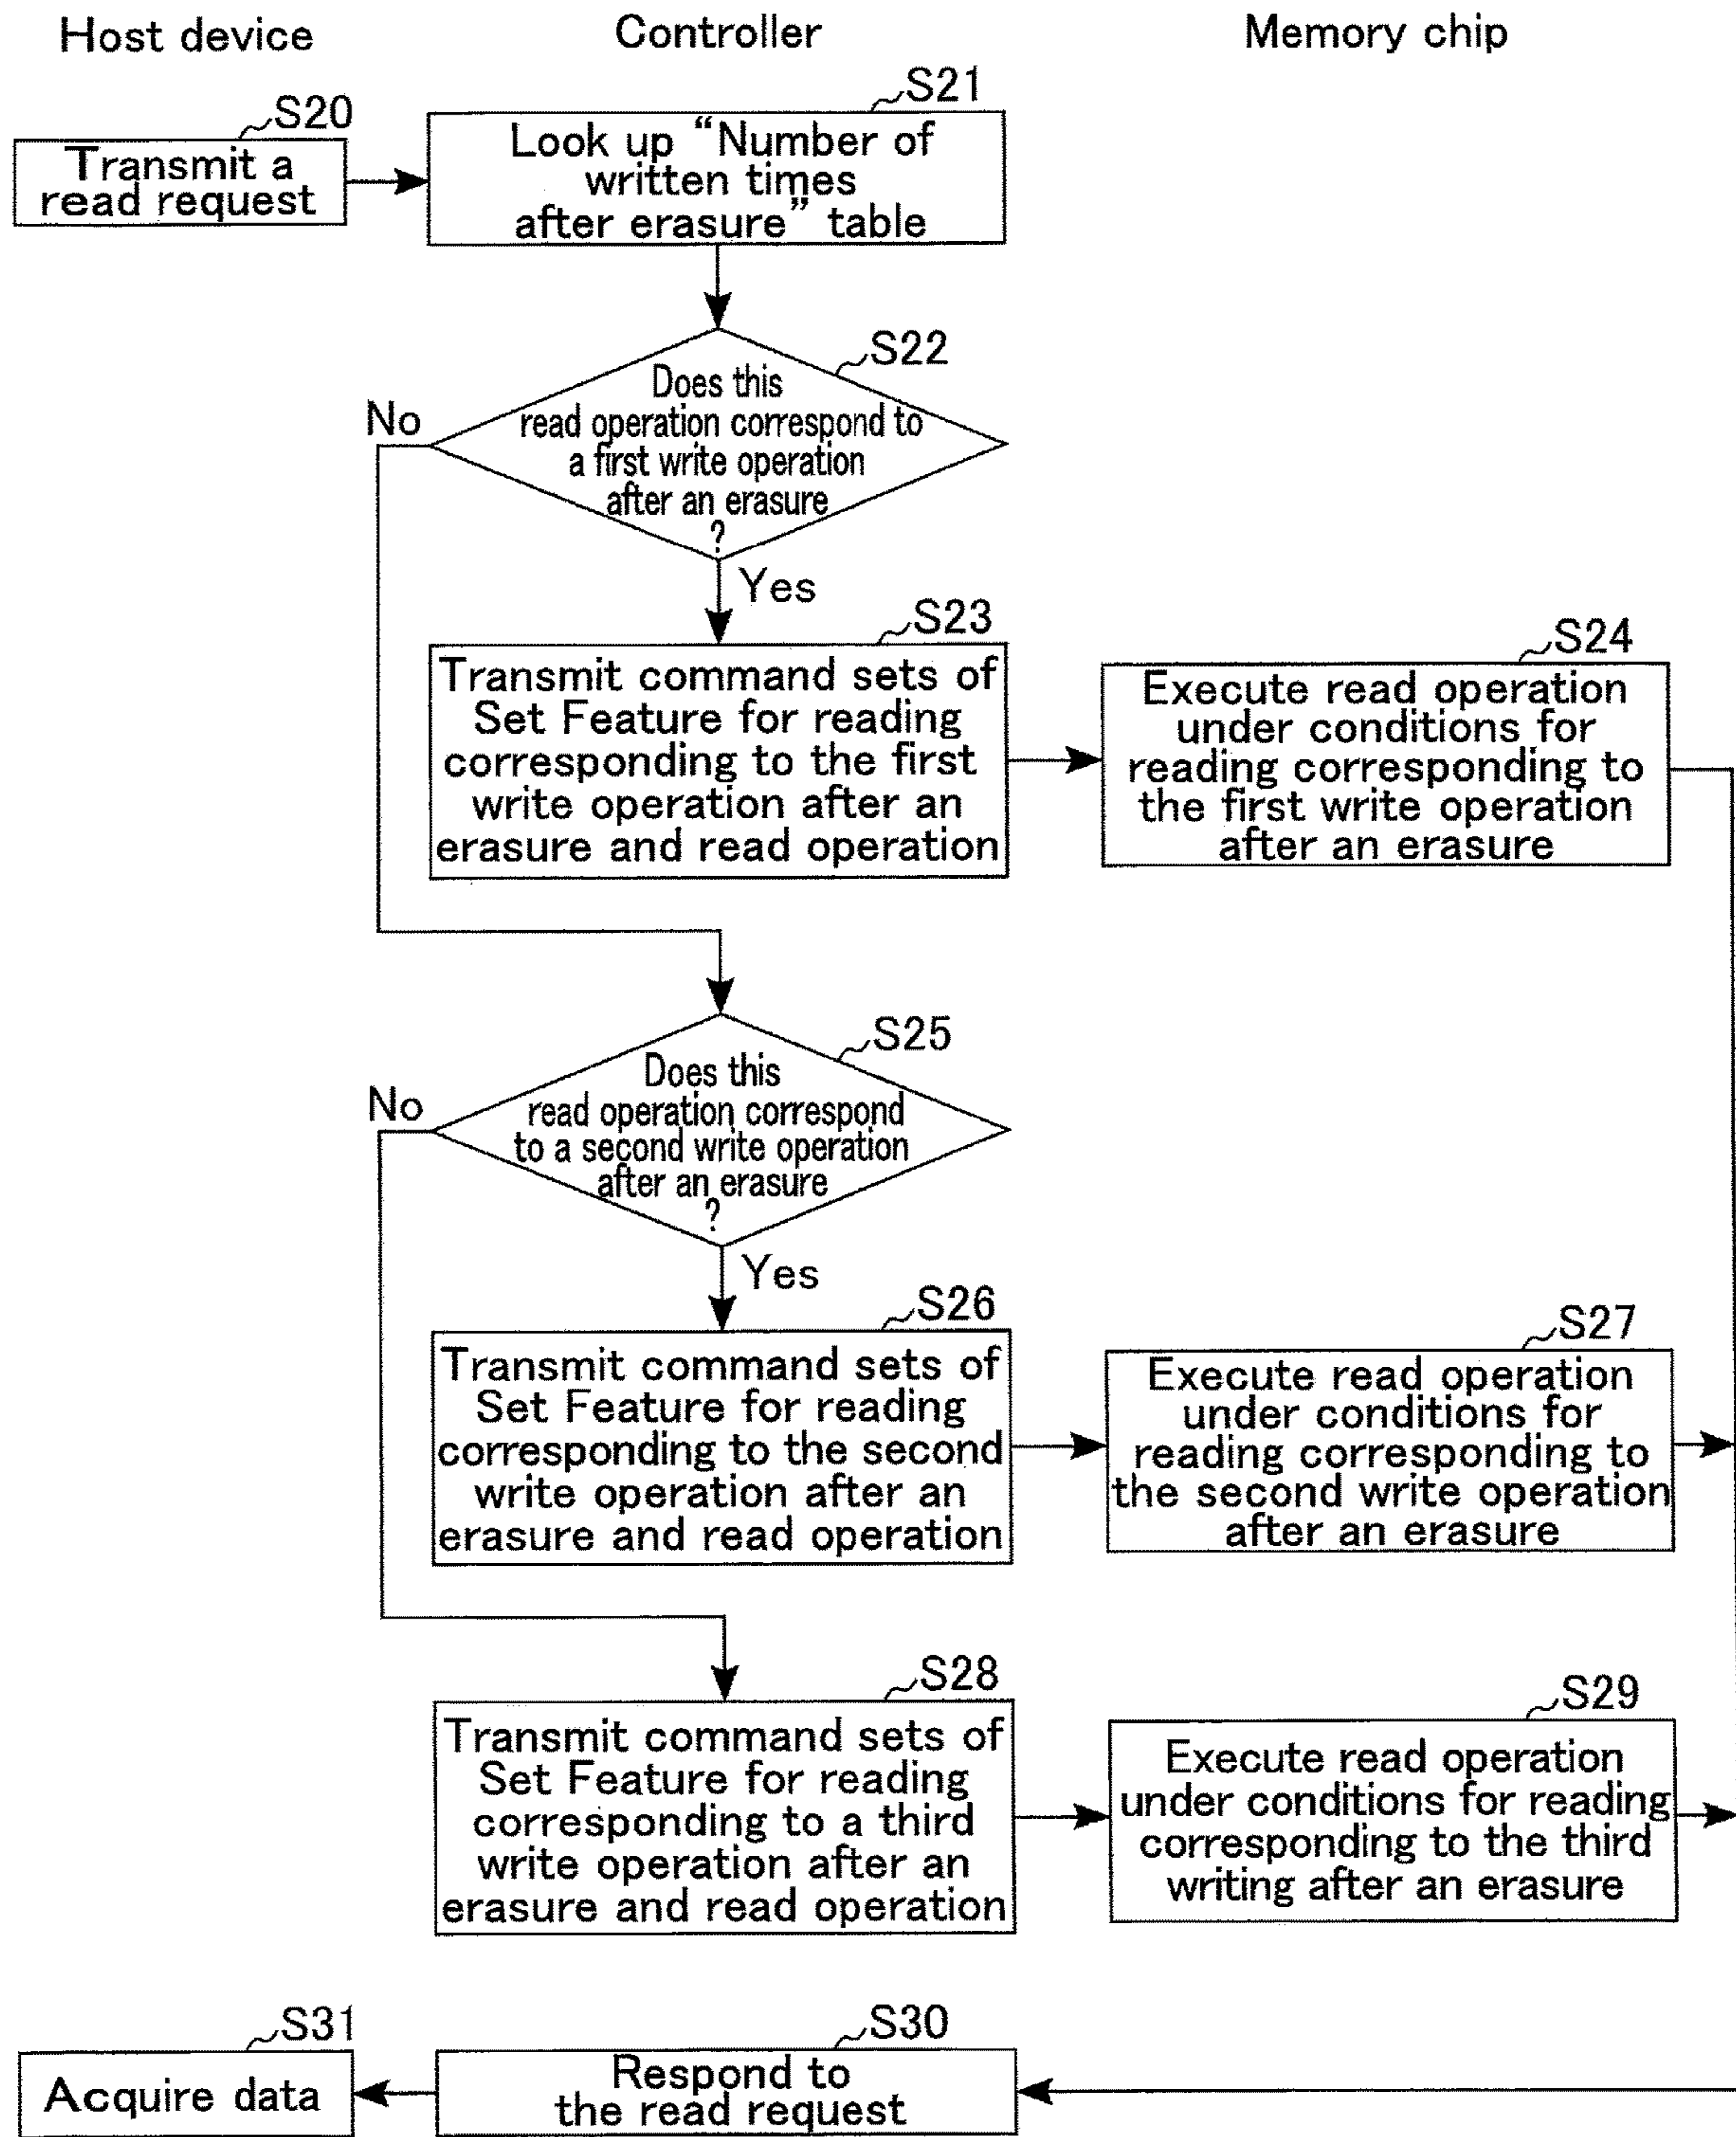 Host device
Controller
Memory chip
S20
Transmit a
read request
S21
Look up “Number of
written times
after erasure” table
S22
Does this
read operation correspond to
a first write operation
after an erasure
?
No
Yes
S23
Transmit command sets of
Set Feature for reading
corresponding to the first
write operation after an
erasure and read operation
S24
Execute read operation
under conditions for
reading corresponding to
the first write operation
after an erasure
S25
Does this
read operation correspond
to a second write operation
after an erasure
?
No
Yes
S26
Transmit command sets of
Set Feature for reading
corresponding to the second
write operation after an
erasure and read operation
S27
Execute read operation
under conditions for
reading corresponding to
the second write operation
after an erasure
S28
Transmit command sets of
Set Feature for reading
corresponding to a third
write operation after an
erasure and read operation
S29
Execute read operation
under conditions for reading
corresponding to the third
writing after an erasure
S31
Acquire data
S30
Respond to
the read request